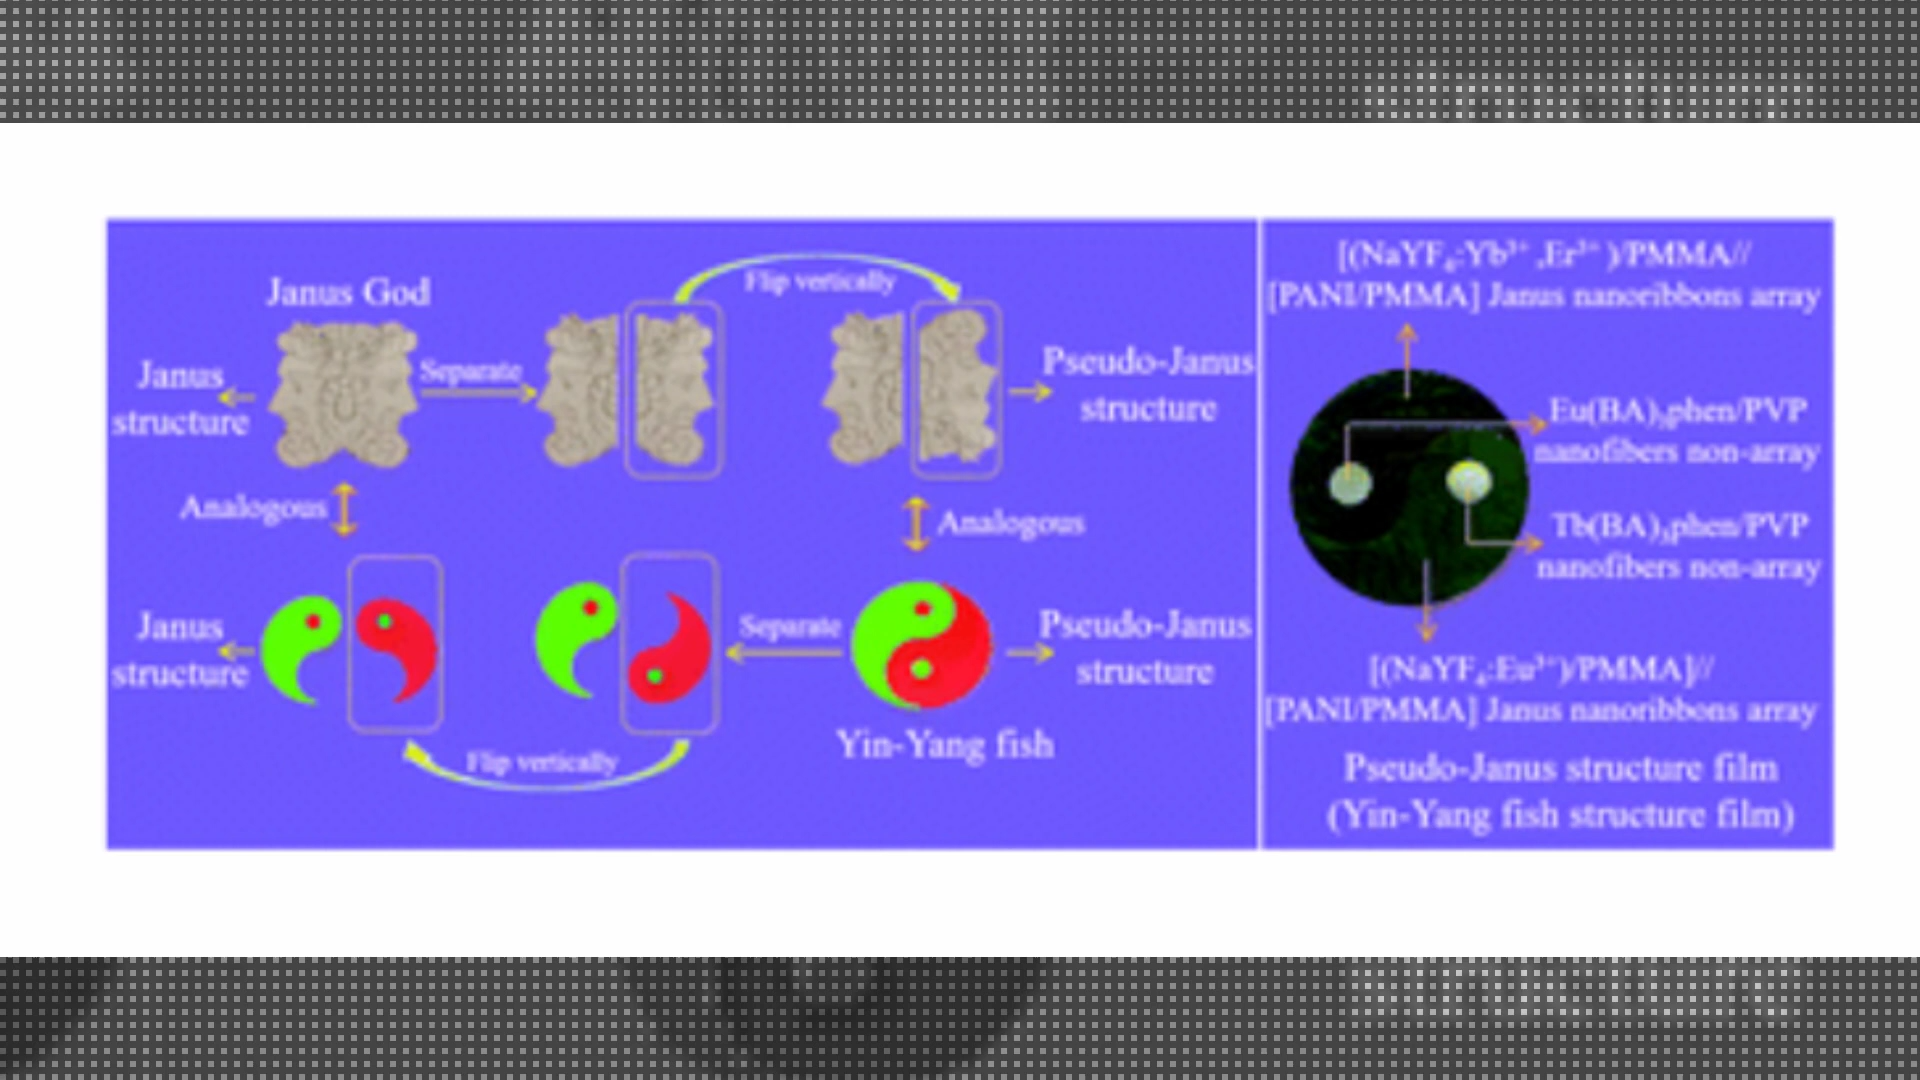 Janus God
Janus
structure
Separate
Flip vertically
Pseudo-Janus
structure
Analogous
Analogous
Janus
structure
Flip vertically
Separate
Pseudo-Janus
structure
Yin-Yang fish
[(NaYF₄:Yb³⁺,Er³⁺)/PMMA//
[PANI/PMMA] Janus nanoribbons array
Eu(BA)₃phen/PVP
nanofibers non-array
Tb(BA)₃phen/PVP
nanofibers non-array
[(NaYF₄:Eu³⁺)/PMMA]//
[PANI/PMMA] Janus nanoribbons array
Pseudo-Janus structure film
(Yin-Yang fish structure film)